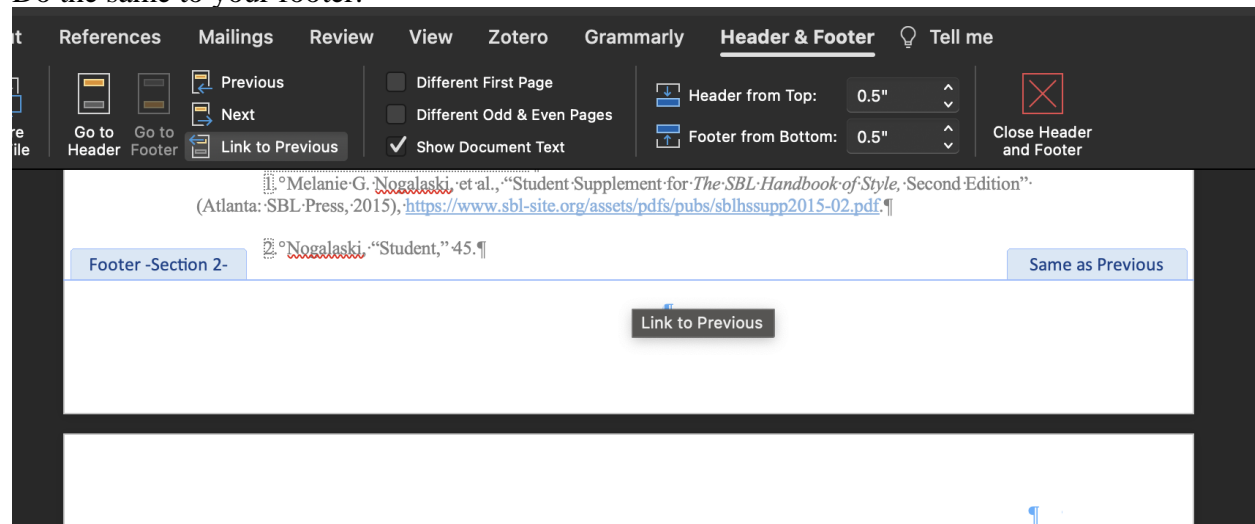 Do the same to your footer.
References Mailings Review View Zotero Grammarly Header & Footer Tell me
Previous Different First Page Header from Top: 0.5"
Next Different Odd & Even Pages
Go to Header Go to Footer Link to Previous Show Document Text Footer from Bottom: 0.5" Close Header and Footer
1.°Melanie·G.·Nogalaski,·et·al.,·“Student·Supplement·for·The·SBL·Handbook·of·Style,·Second·Edition”·
(Atlanta:·SBL·Press,·2015),·https://www.sbl-site.org/assets/pdfs/pubs/sblhssupp2015-02.pdf.¶
2.°Nogalaski,·“Student,”·45.¶
Footer -Section 2- Same as Previous
¶
Link to Previous
¶